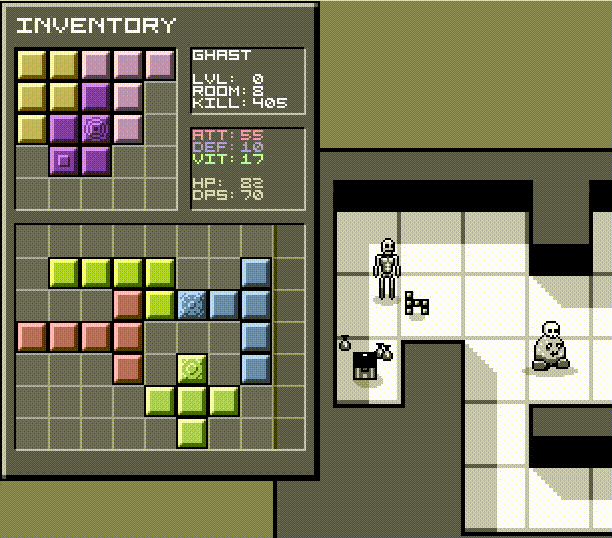 INVENTORY
GHAST
LVL: 0
ROOM: 8
KILL: 405
ATT: 55
DEF: 10
VIT: 17
HP: 82
DPS: 70